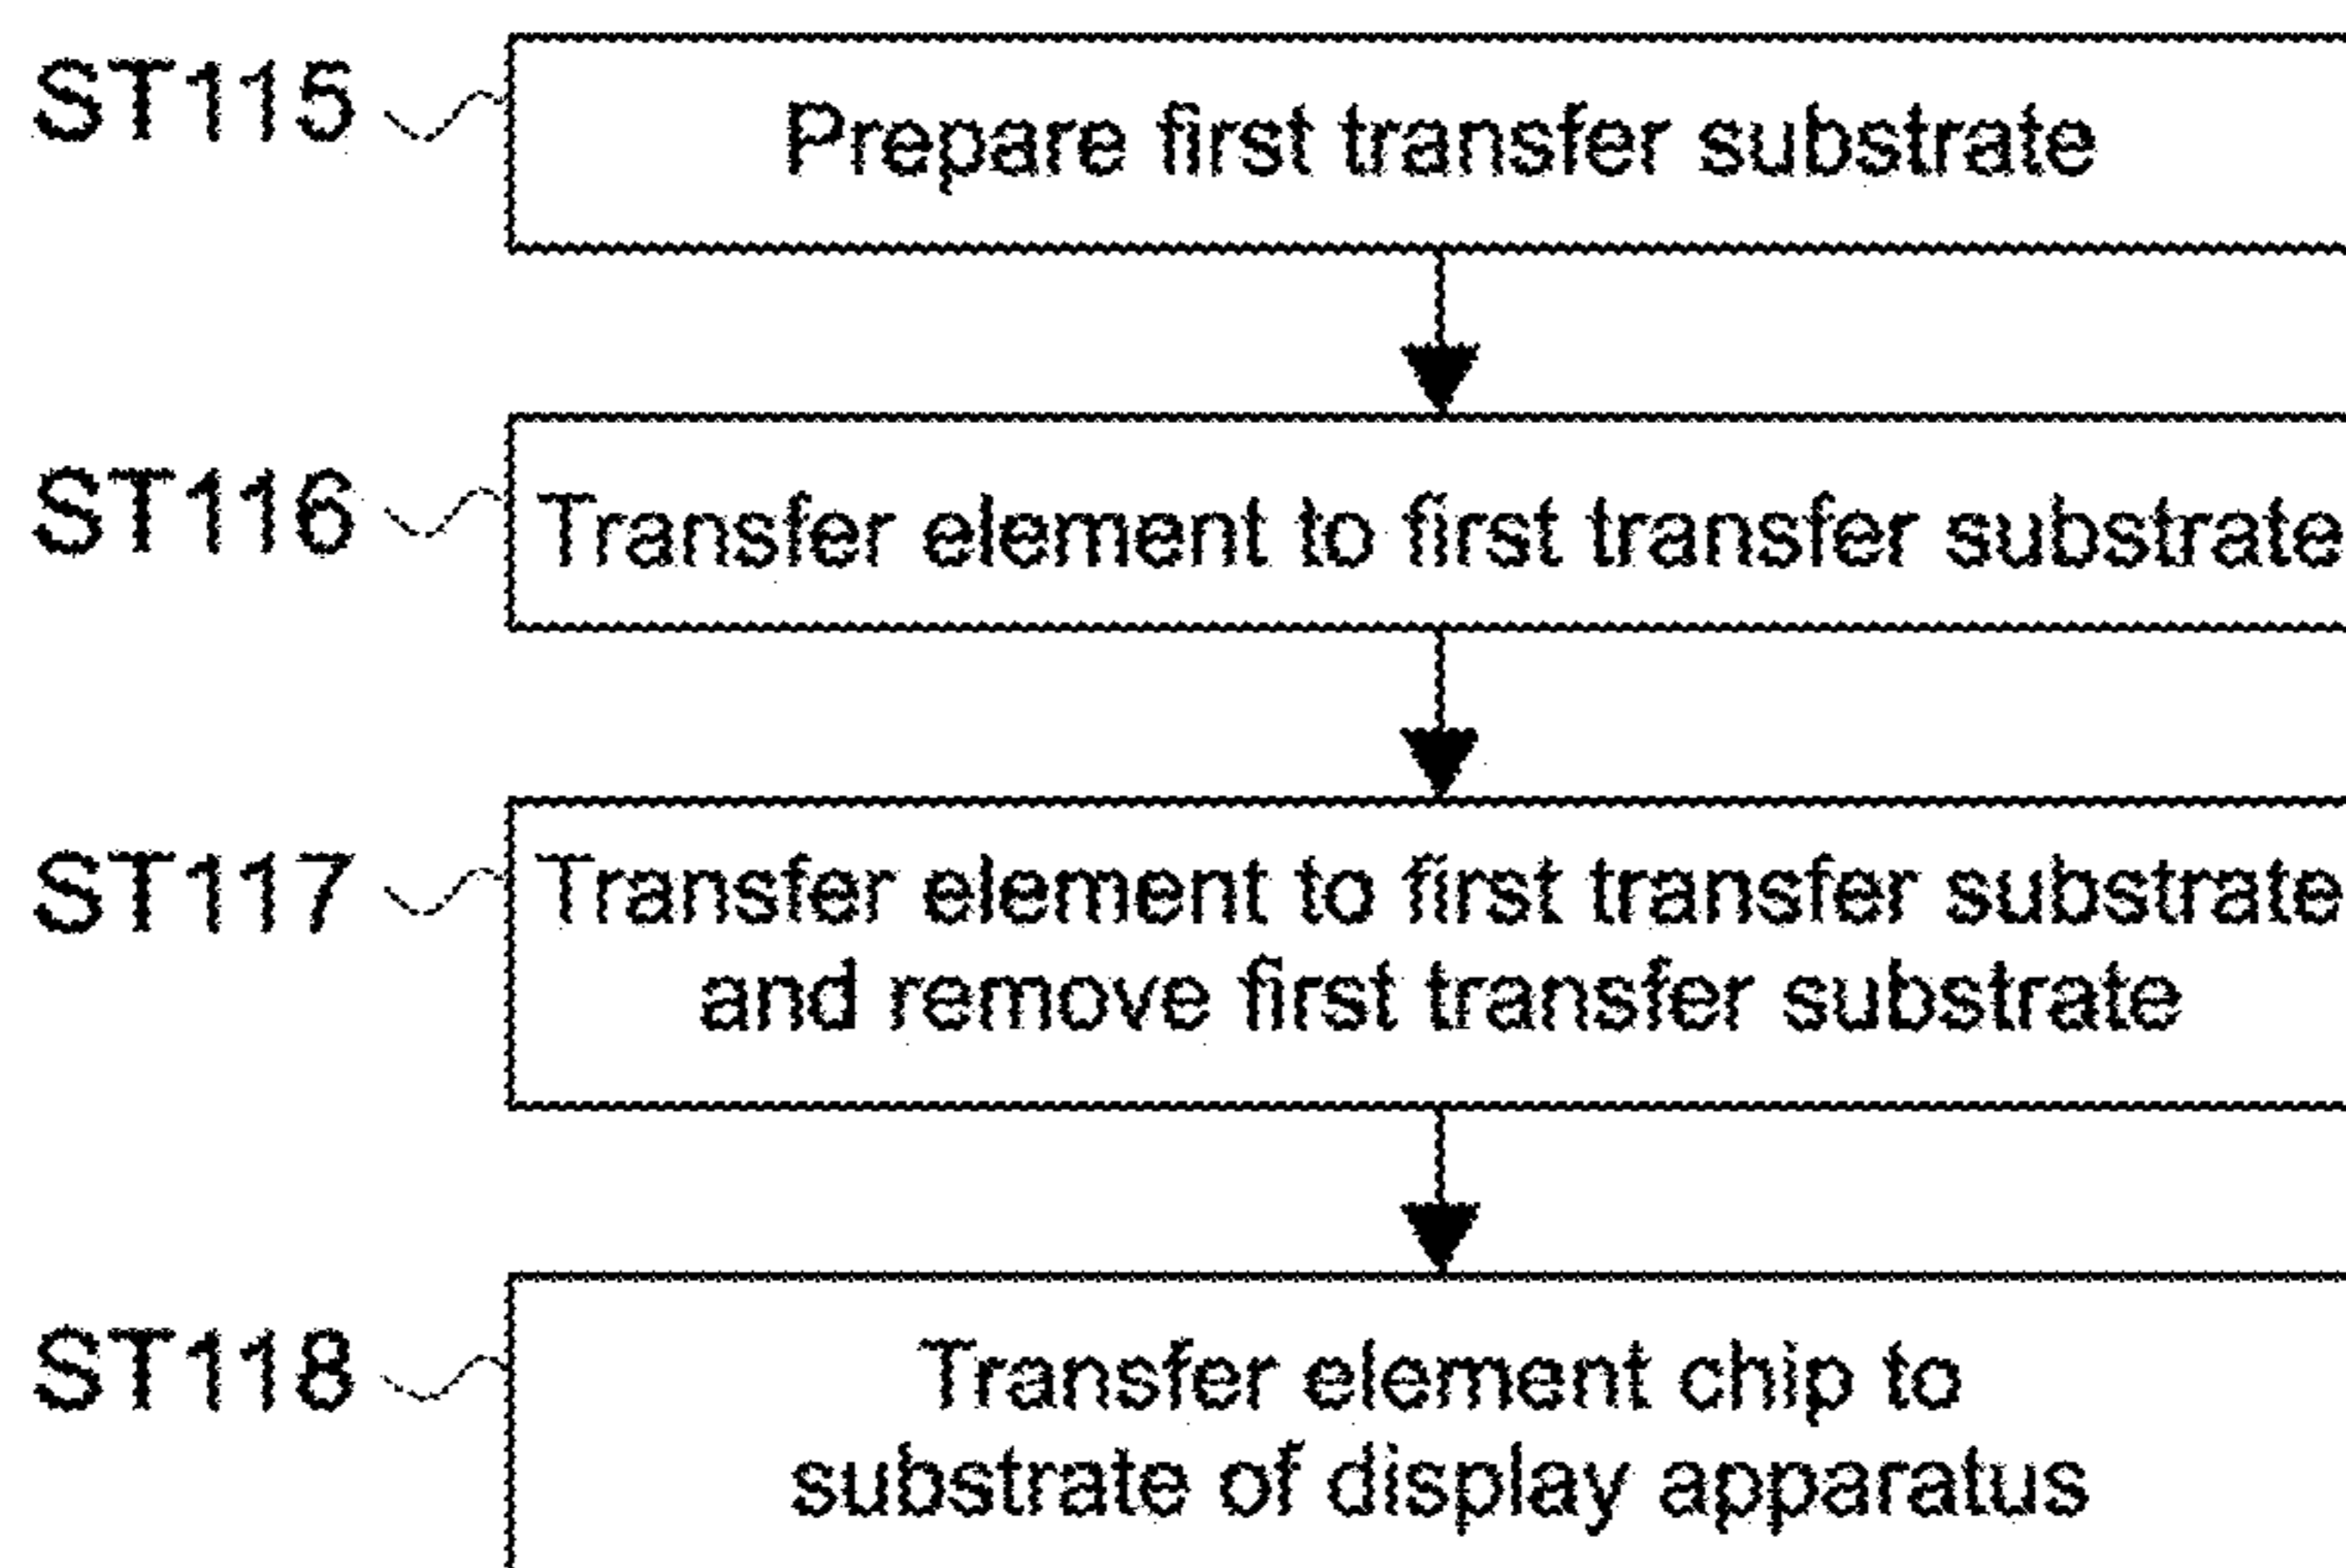 ST115
Prepare first transfer substrate
ST116
Transfer element to first transfer substrate
ST117
Transfer element to first transfer substrate
and remove first transfer substrate
ST118
Transfer element chip to
substrate of display apparatus